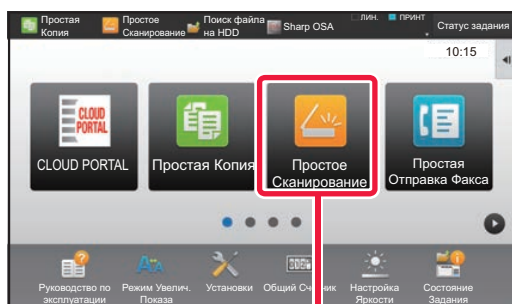 Простая
Копия
Простое
Сканирование
Поиск файла
на HDD
Sharp OSA
ЛИН.
ПРИНТ
Статус задания
10:15
CLOUD
PORTAL
CLOUD PORTAL
Простая Копия
Простое
Сканирование
Простая
Отправка Факса
Руководство по
эксплуатации
Режим Увелич.
Показа
Установки
Общий Счетчик
Настройка
Яркости
Состояние
Задания